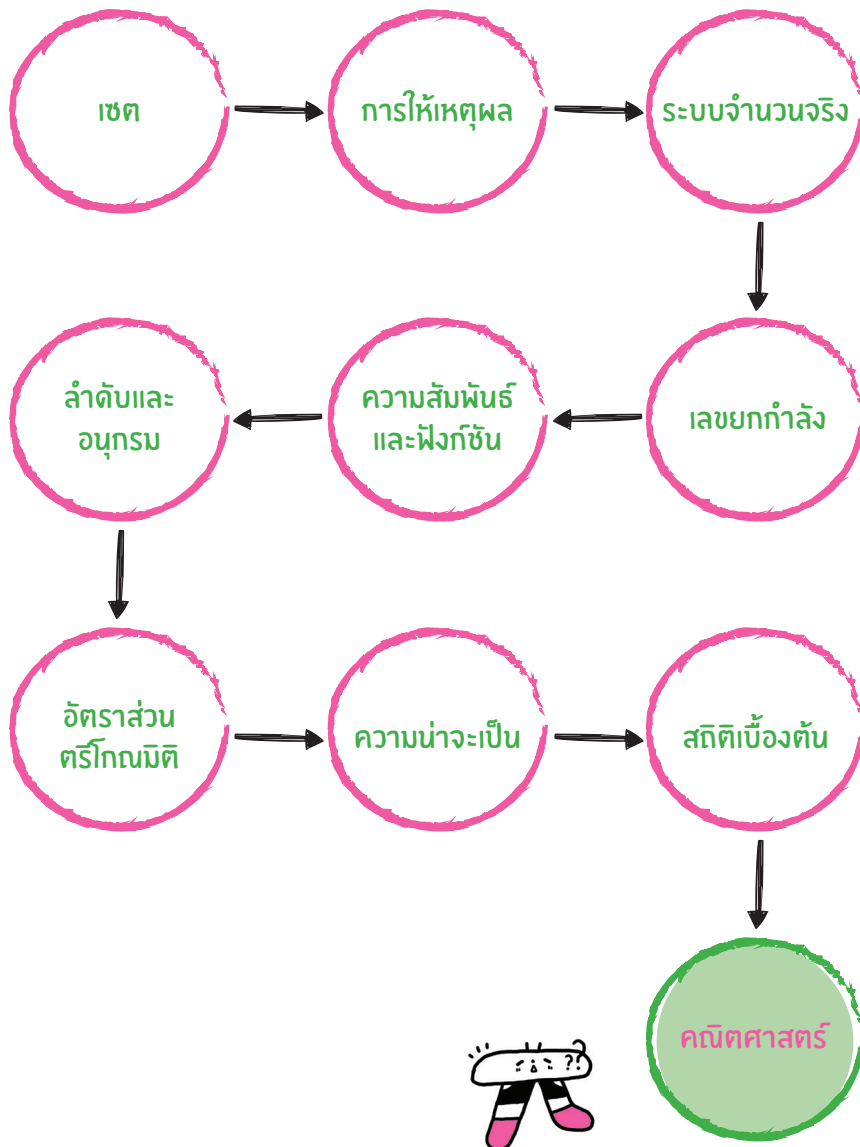 เซต
การให้เหตุผล
ระบบจำนวนจริง
เลขยกกำลัง
ความสัมพันธ์
และฟังก์ชัน
ลำดับและ
อนุกรม
อัตราส่วน
ตรีโกณมิติ
ความน่าจะเป็น
สถิติเบื้องต้น
คณิตศาสตร์
??